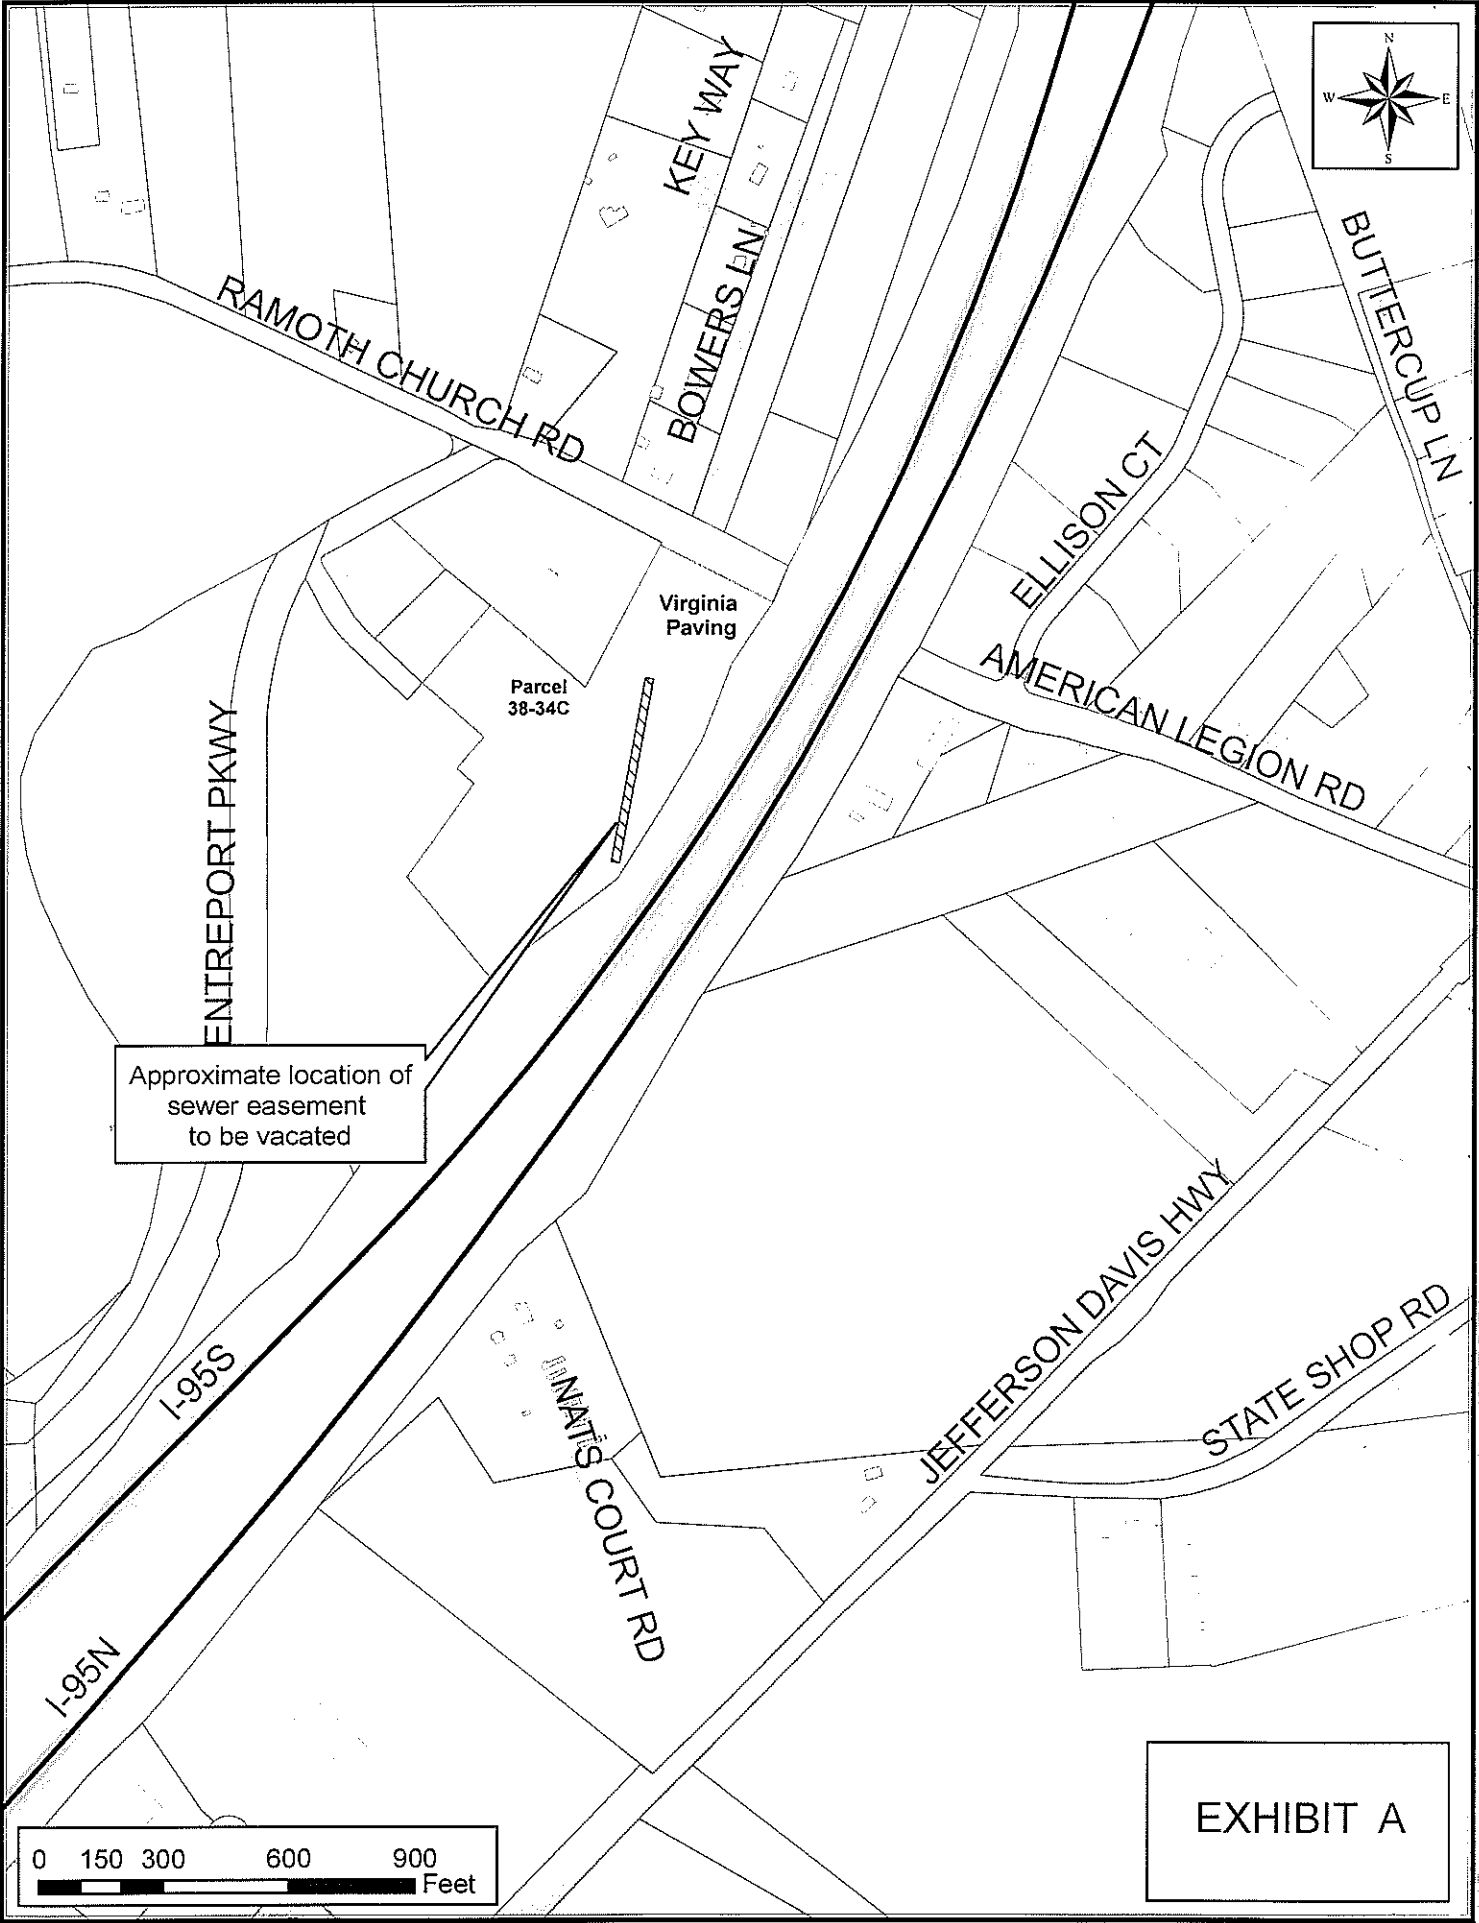 N
W E
S
KEY WAY
BUTTERCUP LN
RAMOTH CHURCH RD
BOWERS LN
ELLISON CT
Virginia
Paving
AMERICAN LEGION RD
Parcel
38-34C
ENTREPORT PKWY
Approximate location of
sewer easement
to be vacated
JEFFERSON DAVIS HWY
STATE SHOP RD
I-95S
NATS COURT RD
I-95N
EXHIBIT A
0 150 300 600 900
Feet